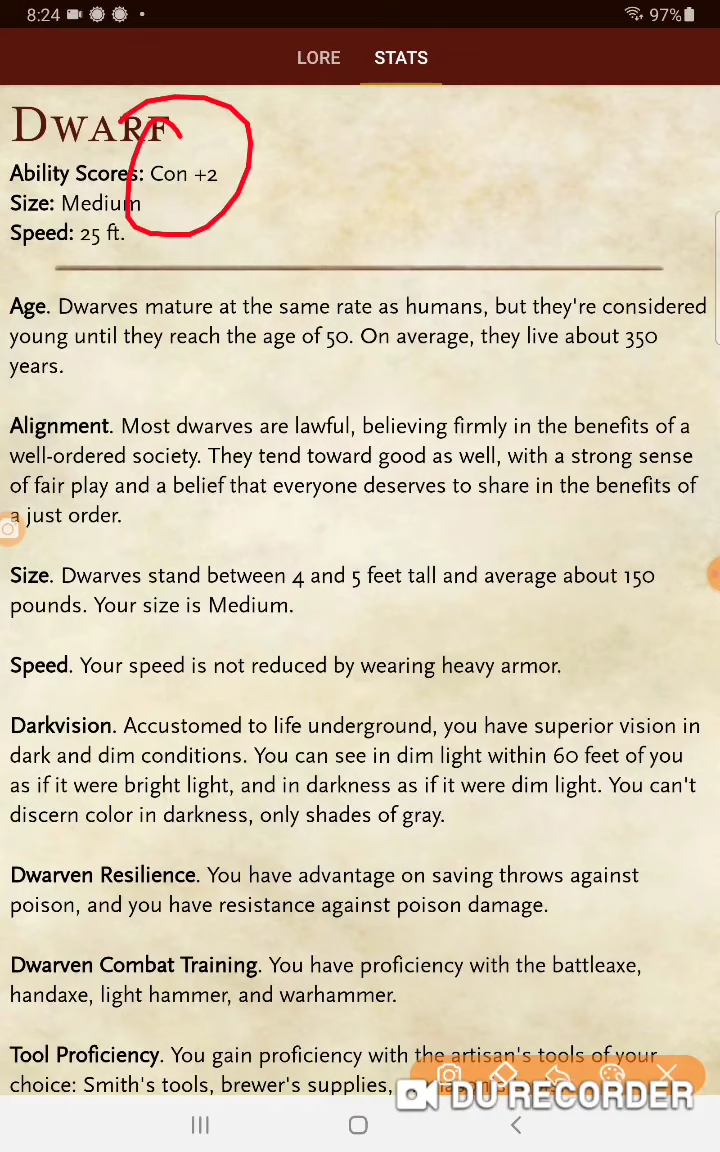 8:24
97%
LORE STATS
DWARF
Ability Scores: Con +2
Size: Medium
Speed: 25 ft.
Age. Dwarves mature at the same rate as humans, but they're considered
young until they reach the age of 50. On average, they live about 350
years.
Alignment. Most dwarves are lawful, believing firmly in the benefits of a
well-ordered society. They tend toward good as well, with a strong sense
of fair play and a belief that everyone deserves to share in the benefits of
a just order.
Size. Dwarves stand between 4 and 5 feet tall and average about 150
pounds. Your size is Medium.
Speed. Your speed is not reduced by wearing heavy armor.
Darkvision. Accustomed to life underground, you have superior vision in
dark and dim conditions. You can see in dim light within 60 feet of you
as if it were bright light, and in darkness as if it were dim light. You can't
discern color in darkness, only shades of gray.
Dwarven Resilience. You have advantage on saving throws against
poison, and you have resistance against poison damage.
Dwarven Combat Training. You have proficiency with the battleaxe,
handaxe, light hammer, and warhammer.
Tool Proficiency. You gain proficiency with the artisan's tools of your
choice: Smith's tools, brewer's supplies,
DU RECORDER